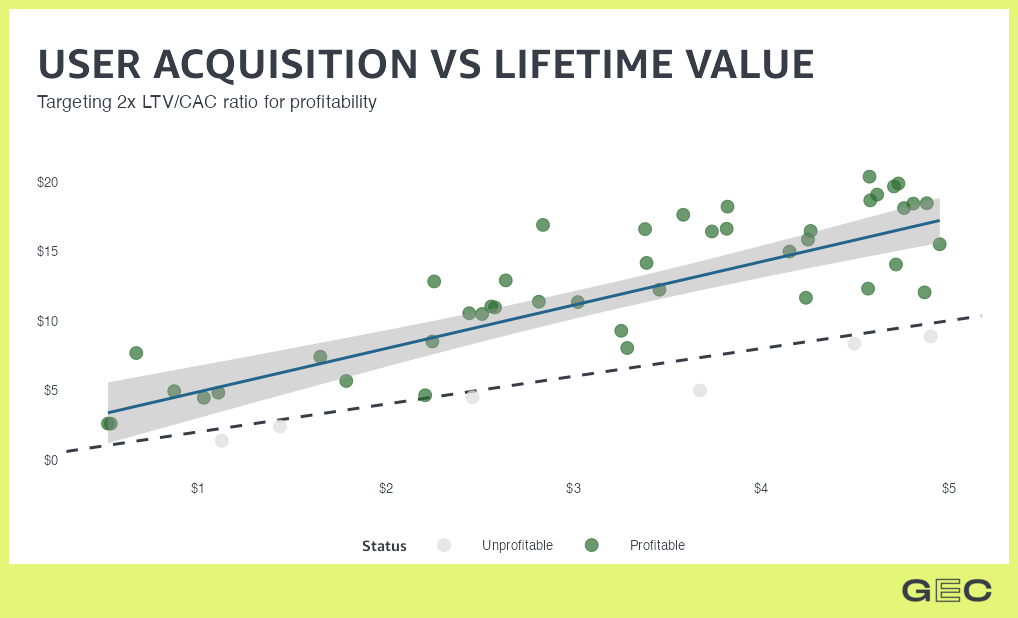 USER ACQUISITION VS LIFETIME VALUE
Targeting 2x LTV/CAC ratio for profitability
$20
$15
$10
$5
$0
$1 $2 $3 $4 $5
Status Unprofitable Profitable
GEC